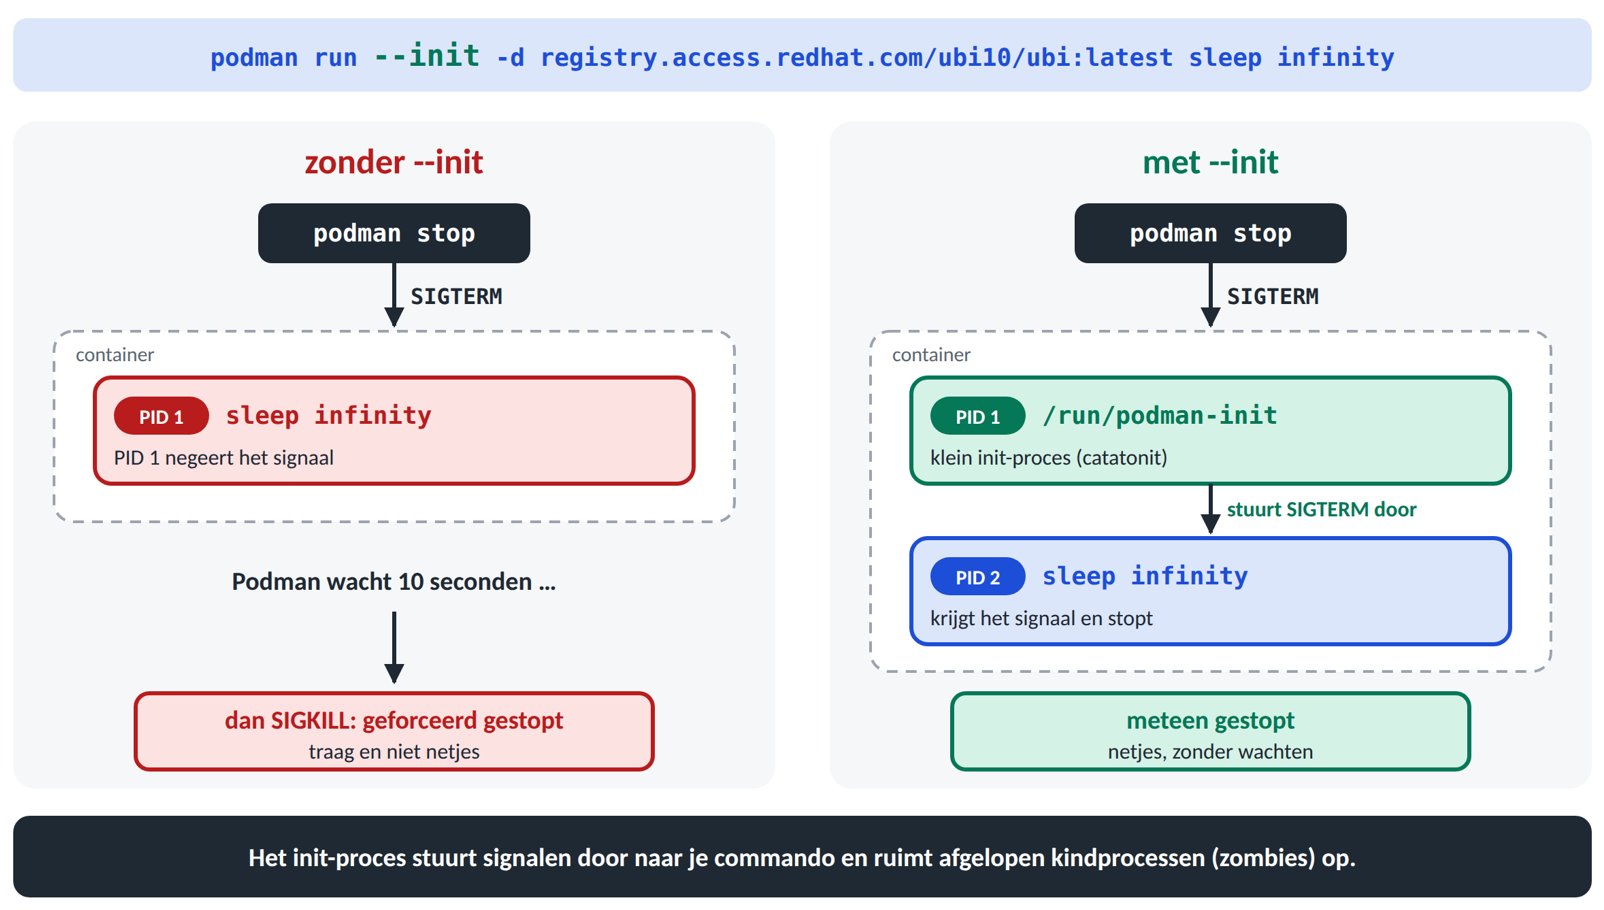 podman run --init -d registry.access.redhat.com/ubi10/ubi:latest sleep infinity
zonder --init
podman stop
SIGTERM
container
PID 1 sleep infinity
PID 1 negeert het signaal
Podman wacht 10 seconden ...
dan SIGKILL: geforceerd gestopt
traag en niet netjes
met --init
podman stop
SIGTERM
container
PID 1 /run/podman-init
klein init-proces (catatonit)
stuurt SIGTERM door
PID 2 sleep infinity
krijgt het signaal en stopt
meteen gestopt
netjes, zonder wachten
Het init-proces stuurt signalen door naar je commando en ruimt afgelopen kindprocessen (zombies) op.